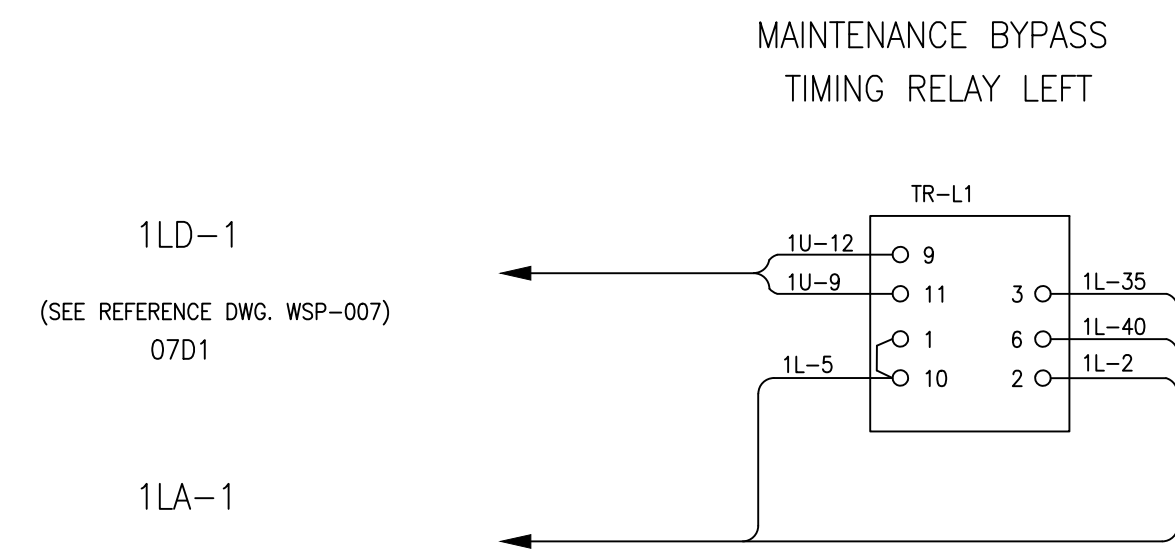 MAINTENANCE BYPASS
TIMING RELAY LEFT
TR-L1
1LD-1
(SEE REFERENCE DWG. WSP-007)
07D1
1U-12
9
1U-9
11
3
1L-35
1
6
1L-40
1L-5
10
2
1L-2
1LA-1